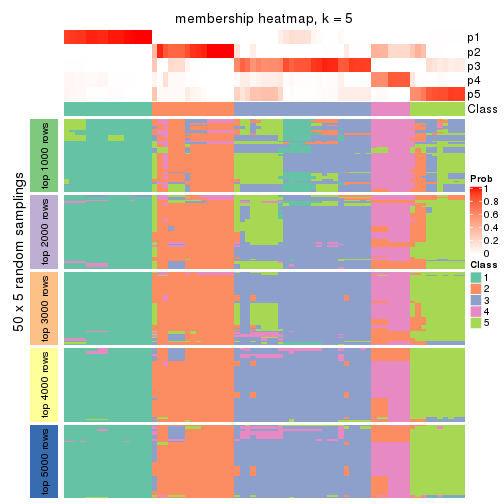 membership heatmap, k = 5
p1
p2
p3
p4
p5
Class
50 x 5 random samplings
top 1000 rows
top 2000 rows
top 3000 rows
top 4000 rows
top 5000 rows
Prob
1
0.8
0.6
0.4
0.2
0
Class
1
2
3
4
5